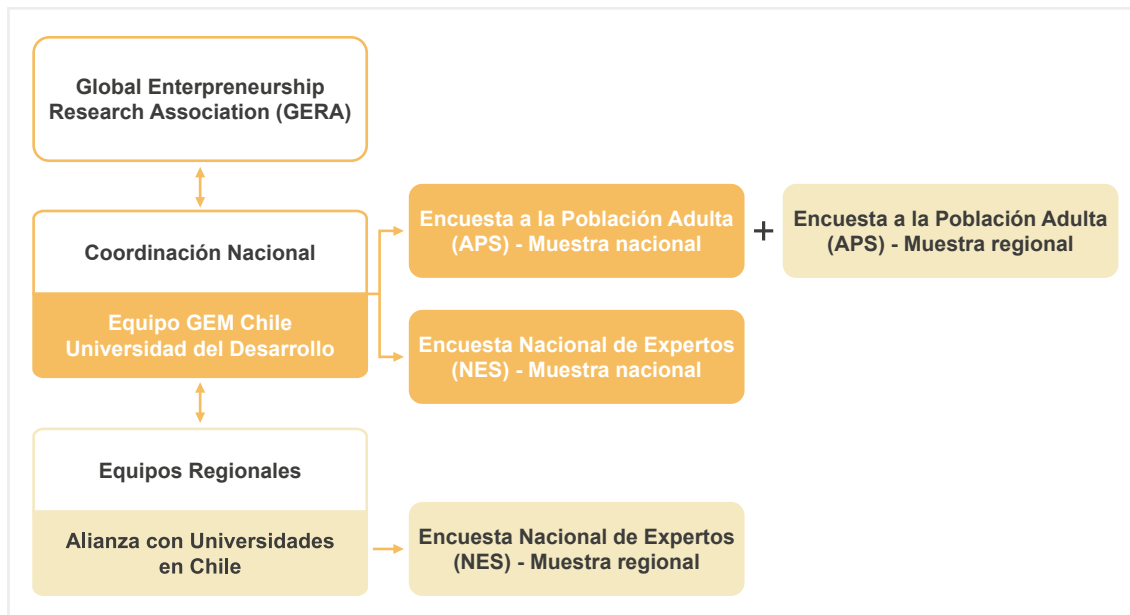 Global Enterpreneurship
Research Association (GERA)
Coordinación Nacional
Equipo GEM Chile
Universidad del Desarrollo
Encuesta a la Población Adulta
(APS) - Muestra nacional
+
Encuesta a la Población Adulta
(APS) - Muestra regional
Encuesta Nacional de Expertos
(NES) - Muestra nacional
Equipos Regionales
Alianza con Universidades
en Chile
Encuesta Nacional de Expertos
(NES) - Muestra regional